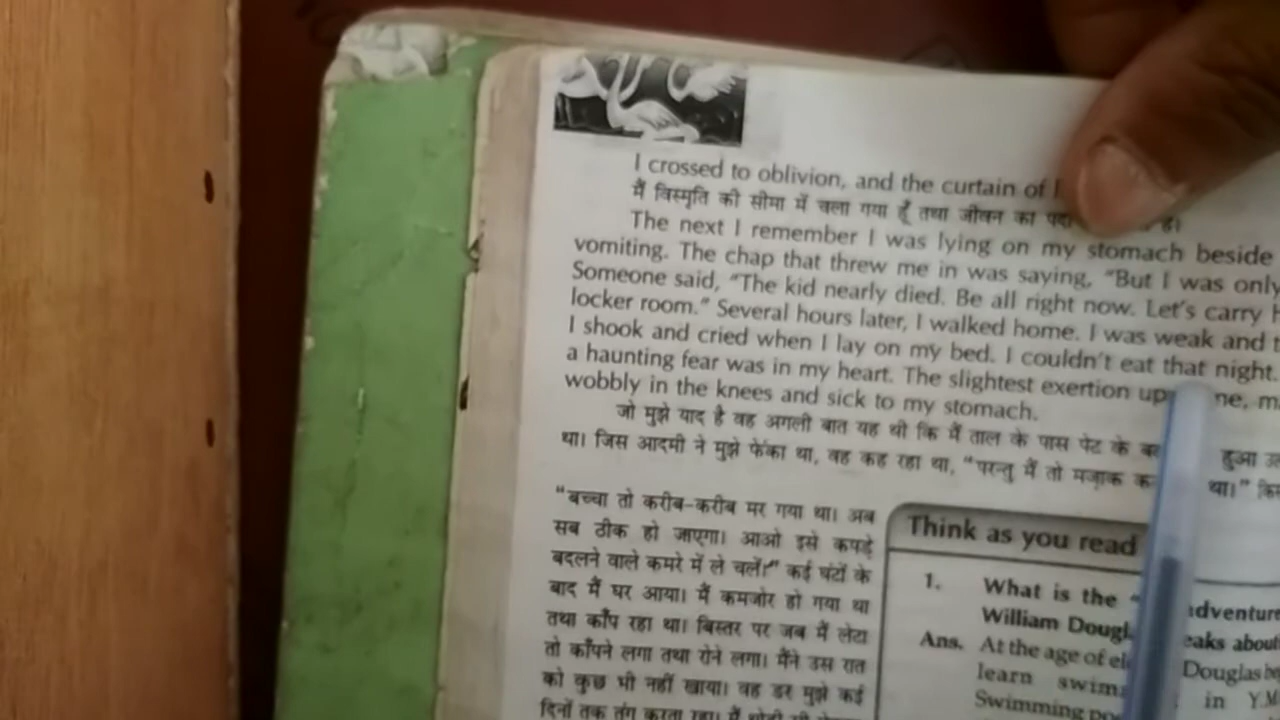 I crossed to oblivion, and the curtain of
मैं विस्मृति की सीमा में चला गया हूँ तथा जीवन का पर्दा है।
The next I remember I was lying on my stomach beside
vomiting. The chap that threw me in was saying, "But I was only
Someone said, "The kid nearly died. Be all right now. Let's carry
locker room." Several hours later, I walked home. I was weak and
I shook and cried when I lay on my bed. I couldn't eat that night.
a haunting fear was in my heart. The slightest exertion
wobbly in the knees and sick to my stomach.
जो मुझे याद है वह अगली बात यह थी कि मैं ताल के पास पेट के हुआ
था। जिस आदमी ने मुझे फेंका था, वह कह रहा था, "परन्तु मैं तो मज़ाक था।"
"बच्चा तो करीब-करीब मर गया था। अब
सब ठीक हो जाएगा। आओ इसे कपड़े
बदलने वाले कमरे में ले चलें।" कई घंटों के
बाद मैं घर आया। मैं कमजोर हो गया था
तथा काँप रहा था। बिस्तर पर जब मैं लेटा
तो काँपने लगा तथा रोने लगा। मैंने उस रात
को कुछ भी नहीं खाया। वह डर मुझे कई
दिनों तक तंग करता रहा। मैं
Think as you read
1. What is the
William
Ans. At the age of Douglas
learn
Swimming in